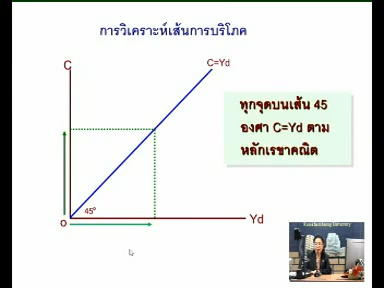 การวิเคราะห์เส้นการบริโภค
C
C=Yd
ทุกจุดบนเส้น 45
องศา C=Yd ตาม
หลักเรขาคณิต
45°
o
Yd